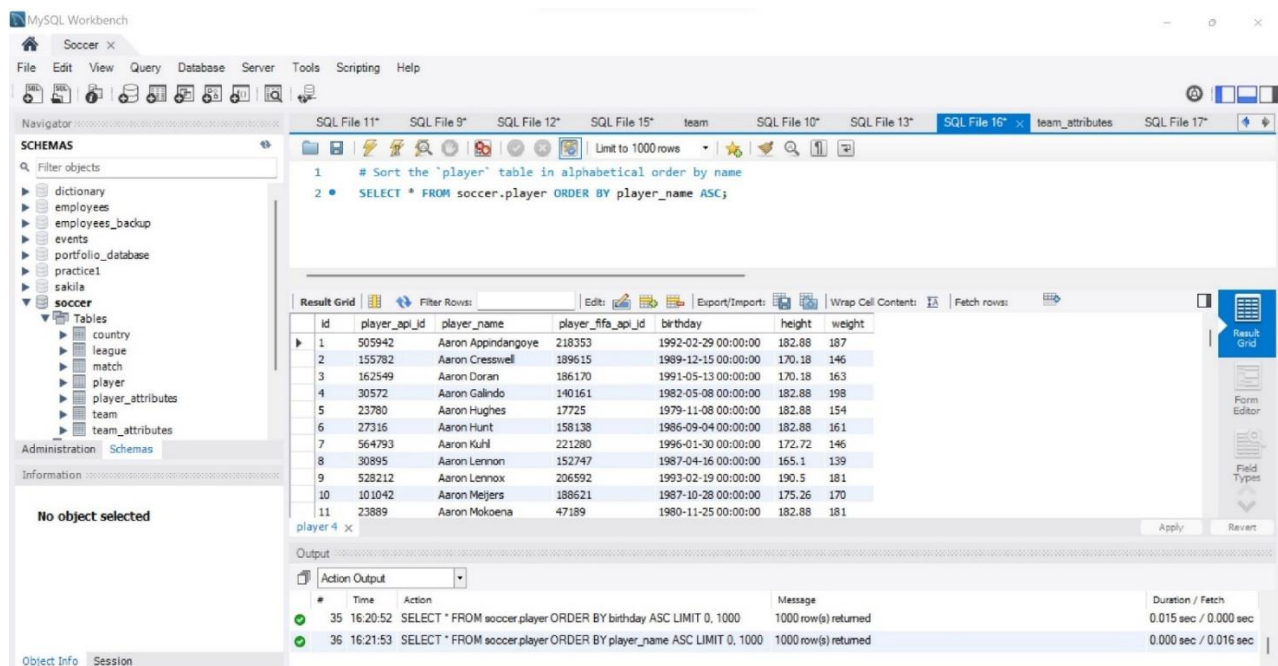 MySQL Workbench
Soccer ×
File Edit View Query Database Server Tools Scripting Help
Navigator
SCHEMAS
Filter objects
dictionary
employees
employees_backup
events
portfolio_database
practice1
sakila
soccer
Tables
country
league
match
player
player_attributes
team
team_attributes
Administration Schemas
Information
No object selected
Object Info Session
SQL File 11* SQL File 9* SQL File 12* SQL File 15* team SQL File 10* SQL File 13* SQL File 16* × team_attributes SQL File 17*
Limit to 1000 rows
1 # Sort the `player` table in alphabetical order by name
2 SELECT * FROM soccer.player ORDER BY player_name ASC;
Result Grid Filter Rows: Edit: Export/Import: Wrap Cell Content: Fetch rows:
id player_api_id player_name player_fifa_api_id birthday height weight
1 505942 Aaron Appindangoye 218353 1992-02-29 00:00:00 182.88 187
2 155782 Aaron Cresswell 189615 1989-12-15 00:00:00 170.18 146
3 162549 Aaron Doran 186170 1991-05-13 00:00:00 170.18 163
4 30572 Aaron Galindo 140161 1982-05-08 00:00:00 182.88 198
5 23780 Aaron Hughes 17725 1979-11-08 00:00:00 182.88 154
6 27316 Aaron Hunt 158138 1986-09-04 00:00:00 182.88 161
7 564793 Aaron Kuhl 221280 1996-01-30 00:00:00 172.72 146
8 30895 Aaron Lennon 152747 1987-04-16 00:00:00 165.1 139
9 528212 Aaron Lennox 206592 1993-02-19 00:00:00 190.5 181
10 101042 Aaron Meijers 188621 1987-10-28 00:00:00 175.26 170
11 23889 Aaron Mokoena 47189 1980-11-25 00:00:00 182.88 181
Result
Grid
Form
Editor
Field
Types
player 4 ×
Apply Revert
Output
Action Output
# Time Action Message Duration / Fetch
35 16:20:52 SELECT * FROM soccer.player ORDER BY birthday ASC LIMIT 0, 1000 1000 row(s) returned 0.015 sec / 0.000 sec
36 16:21:53 SELECT * FROM soccer.player ORDER BY player_name ASC LIMIT 0, 1000 1000 row(s) returned 0.000 sec / 0.016 sec